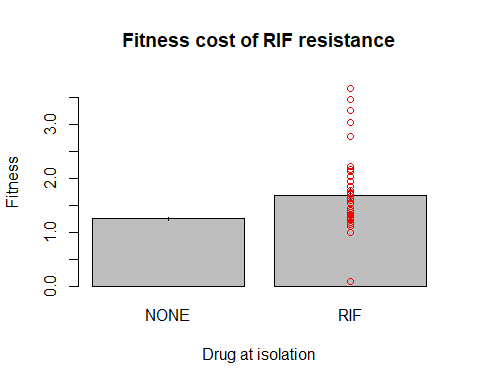 Fitness cost of RIF resistance
Fitness
3.0
2.0
1.0
0.0
NONE
RIF
Drug at isolation